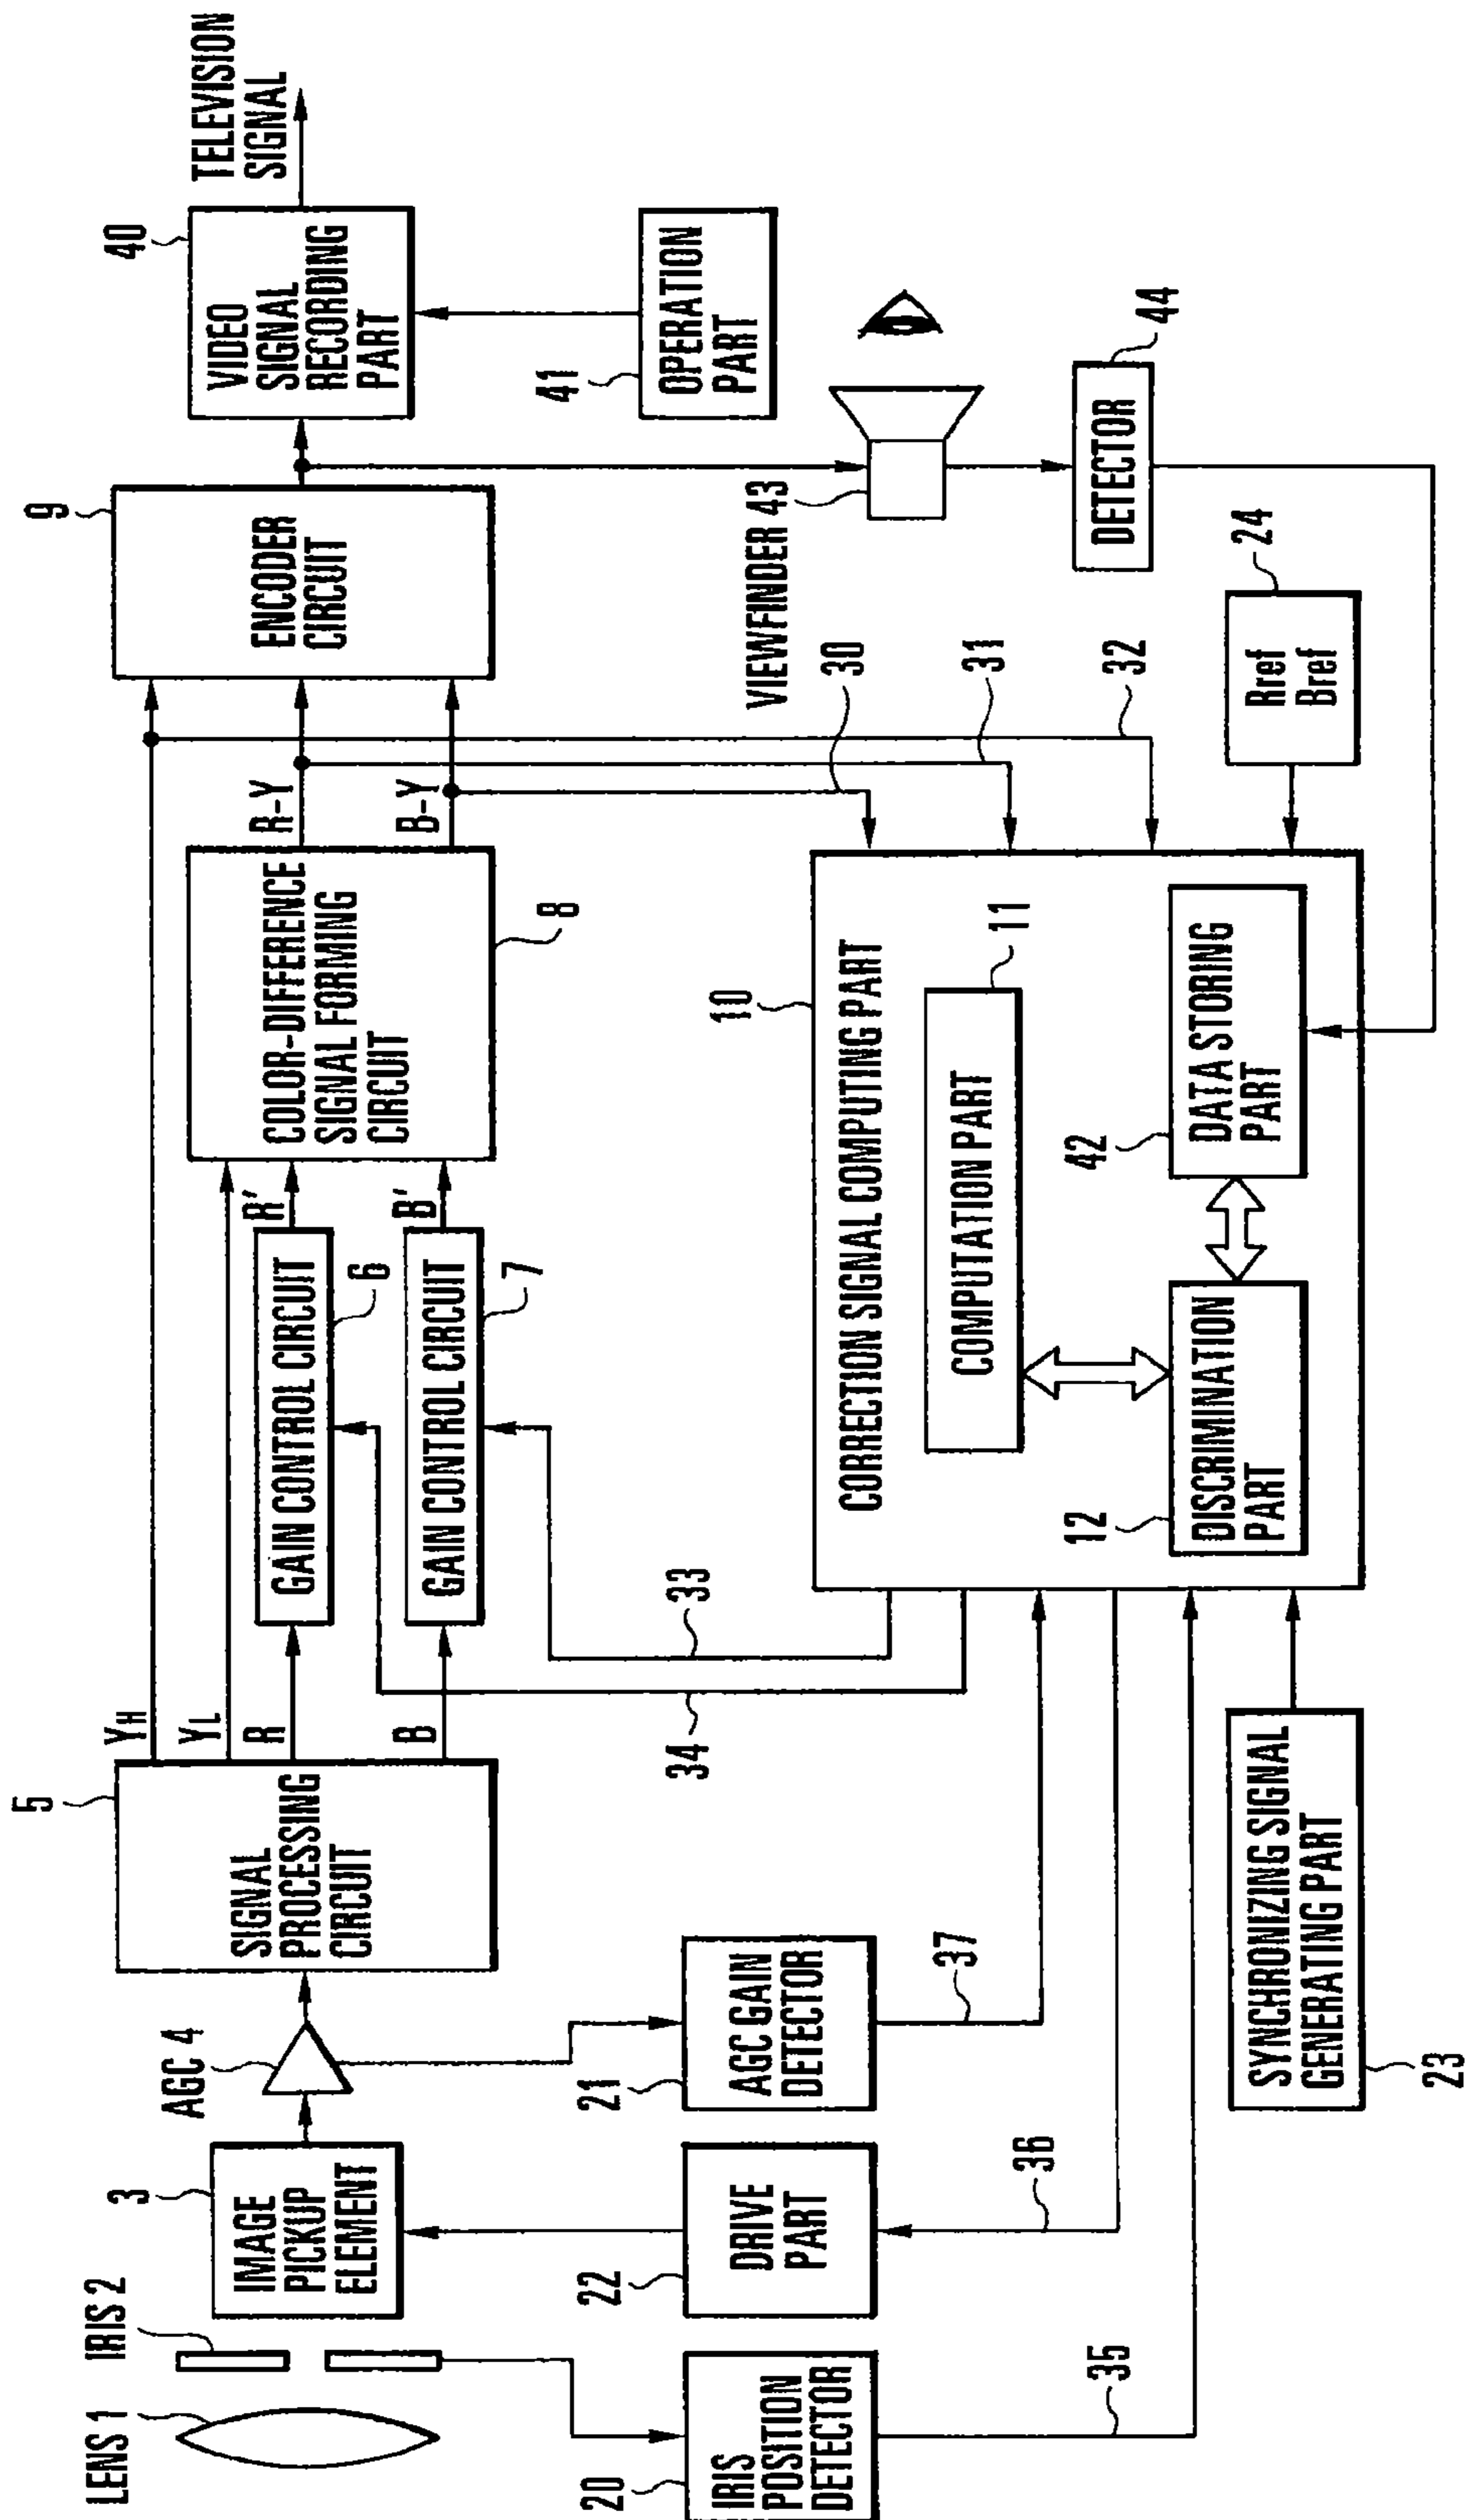 LENS 1
IRIS 2
3
IMAGE
PICKUP
ELEMENT
AGC 4
5
SIGNAL
PROCESSING
CIRCUIT
YH
YL
R
B
GAIN CONTROL CIRCUIT
6
GAIN CONTROL CIRCUIT
7
R'
B'
COLOR-DIFFERENCE
SIGNAL FORMING
CIRCUIT
8
R-Y
B-Y
9
ENCODER
CIRCUIT
40
VIDEO
SIGNAL
RECORDING
PART
TELEVISION
SIGNAL
41
OPERATION
PART
VIEWFINDER 43
DETECTOR
44
20
IRIS
POSITION
DETECTOR
22
DRIVE
PART
21
AGC GAIN
DETECTOR
35
36
37
34
33
30
31
32
10
CORRECTION SIGNAL COMPUTING PART
COMPUTATION PART
11
12
DISCRIMINATION
PART
42
DATA STORING
PART
Rref
Bref
24
SYNCHRONIZING SIGNAL
GENERATING PART
23